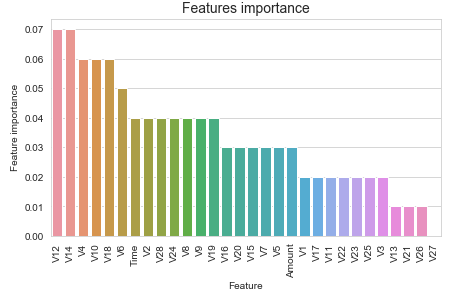 Features importance
Feature importance
0.07
0.06
0.05
0.04
0.03
0.02
0.01
0.00
V12 V14 V4 V10 V18 V6 Time V2 V28 V24 V8 V9 V19 V16 V20 V15 V7 V5 Amount V1 V17 V11 V22 V23 V25 V3 V13 V21 V26 V27
Feature